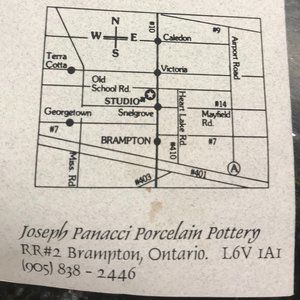 N
W E
S
#10
#9
Caledon
Airport Road
Terra
Cotta
Victoria
Old
School Rd.
STUDIO
#14
Snelgrove
Heart Lake Rd.
Mayfield
Rd.
Georgetown
#7
BRAMPTON
#7
Miss. Rd
#410
#403
#401
A
Joseph Panacci Porcelain Pottery
RR#2 Brampton, Ontario. L6V 1A1
(905) 838 - 2446